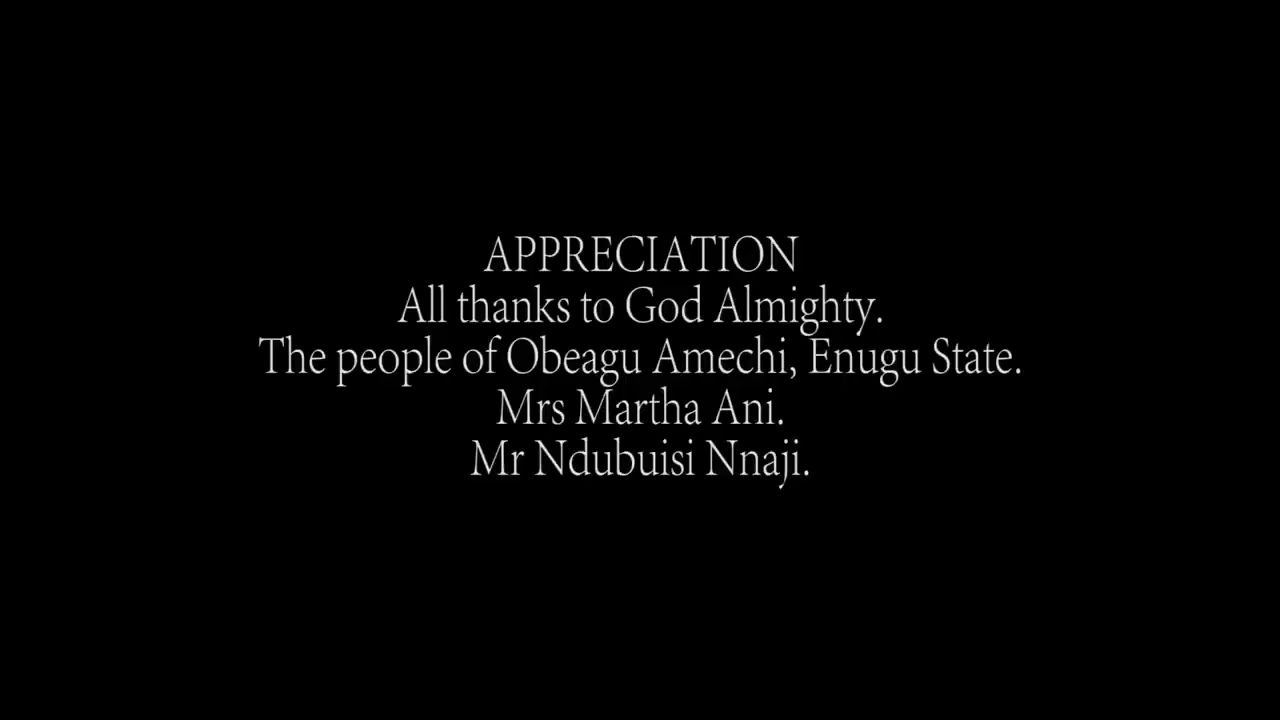 APPRECIATION
All thanks to God Almighty.
The people of Obeagu Amechi, Enugu State.
Mrs Martha Ani.
Mr Ndubuisi Nnaji.